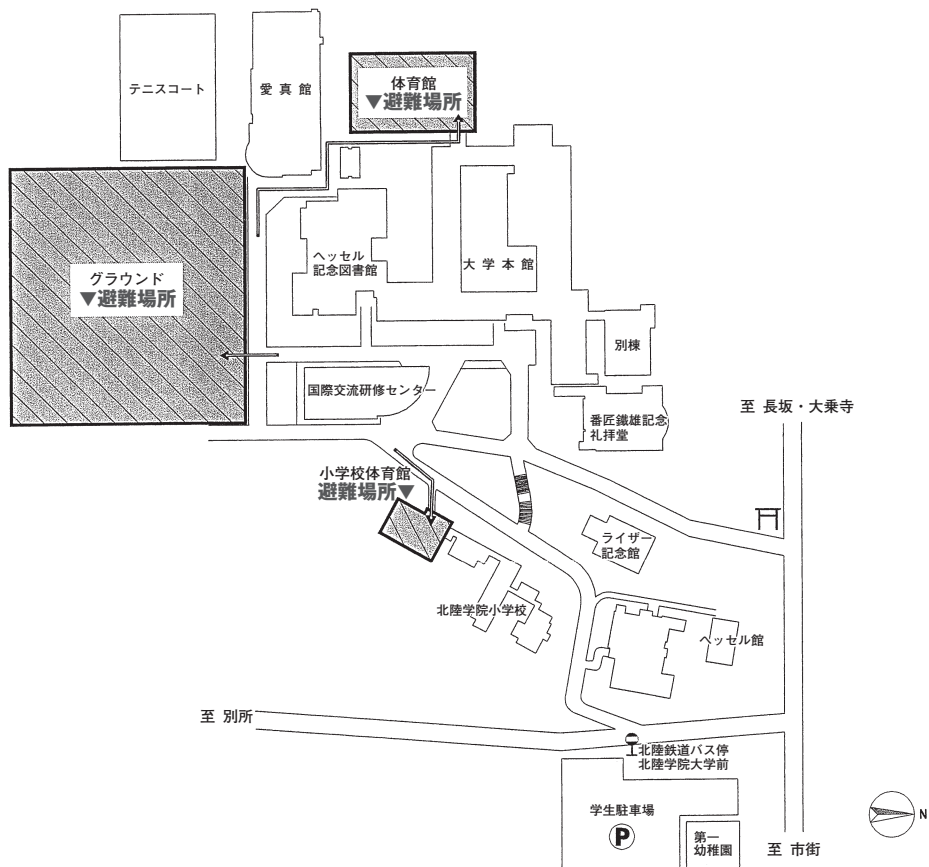 テニスコート
愛真館
体育館
▼避難場所
グラウンド
▼避難場所
ヘッセル
記念図書館
大学本館
別棟
国際交流研修センター
番匠鐵雄記念
礼拝堂
至 長坂・大乗寺
小学校体育館
避難場所▼
ライザー
記念館
北陸学院小学校
ヘッセル館
至 別所
北陸鉄道バス停
北陸学院大学前
学生駐車場
P
第一
幼稚園
至 市街
N